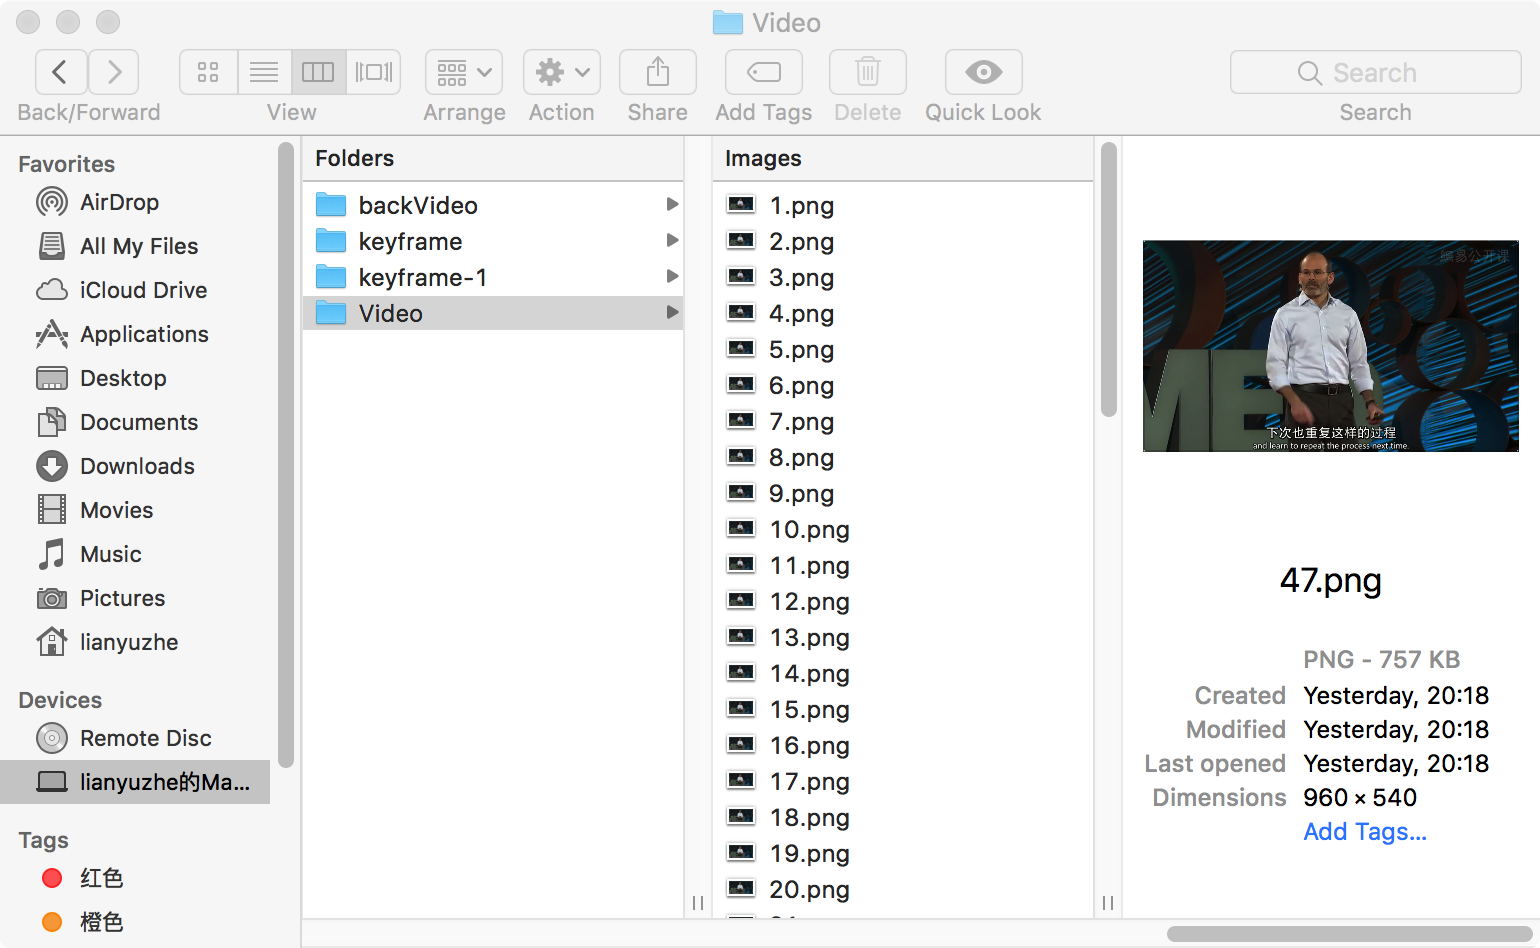 Video
Back/Forward
View
Arrange
Action
Share
Add Tags
Delete
Quick Look
Search
Search
Favorites
AirDrop
All My Files
iCloud Drive
Applications
Desktop
Documents
Downloads
Movies
Music
Pictures
lianyuzhe
Devices
Remote Disc
lianyuzhe的Ma...
Tags
红色
橙色
Folders
backVideo
keyframe
keyframe-1
Video
Images
1.png
2.png
3.png
4.png
5.png
6.png
7.png
8.png
9.png
10.png
11.png
12.png
13.png
14.png
15.png
16.png
17.png
18.png
19.png
20.png
网易公开课
MED
下次也重复这样的过程
and learn to repeat the process next time.
47.png
PNG - 757 KB
Created Yesterday, 20:18
Modified Yesterday, 20:18
Last opened Yesterday, 20:18
Dimensions 960 × 540
Add Tags...